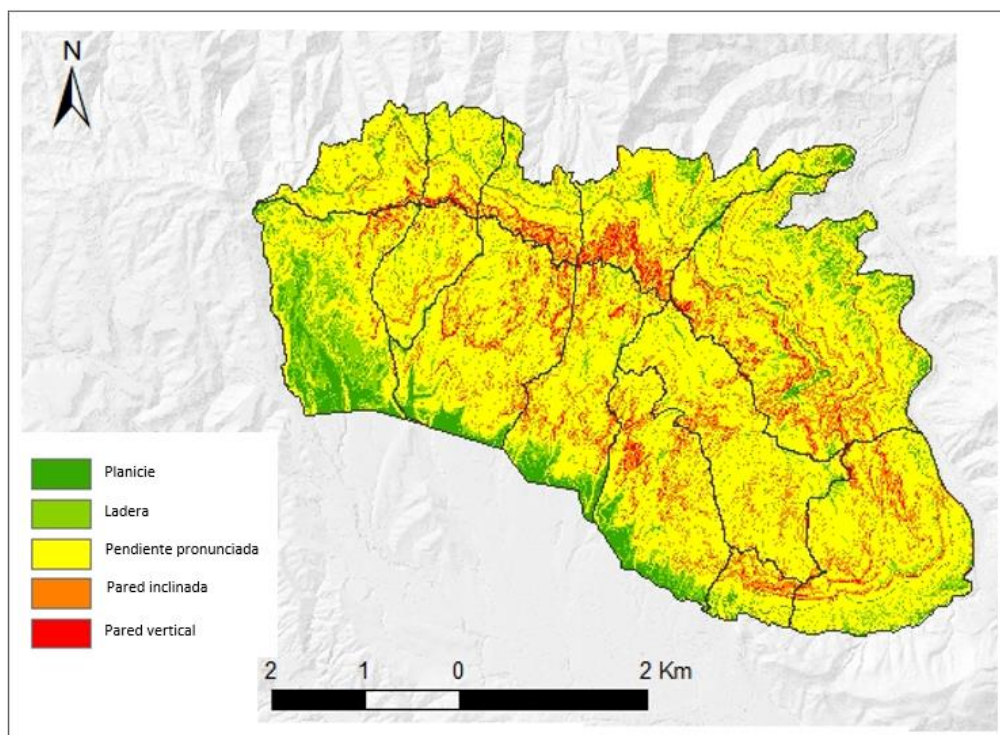 N
Planicie
Ladera
Pendiente pronunciada
Pared inclinada
Pared vertical
2 1 0 2 Km